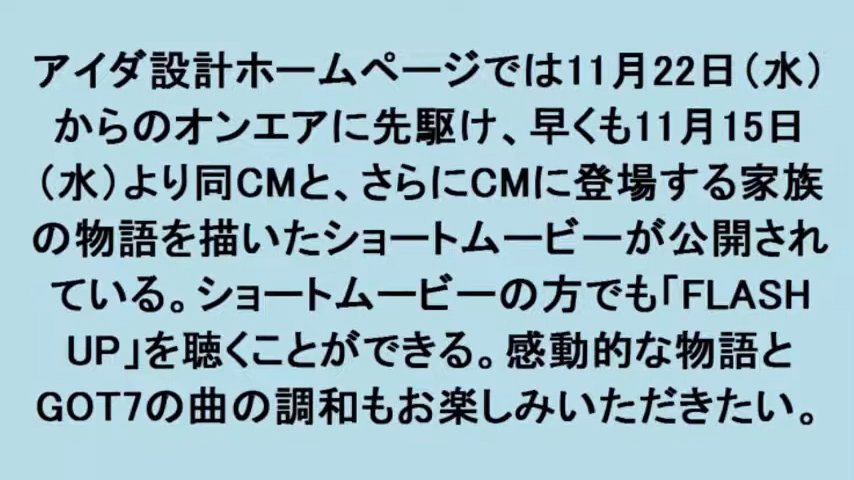 アイダ設計ホームページでは11月22日（水）
からのオンエアに先駆け、早くも11月15日
（水）より同CMと、さらにCMに登場する家族
の物語を描いたショートムービーが公開され
ている。ショートムービーの方でも「FLASH
UP」を聴くことができる。感動的な物語と
GOT7の曲の調和もお楽しみいただきたい。